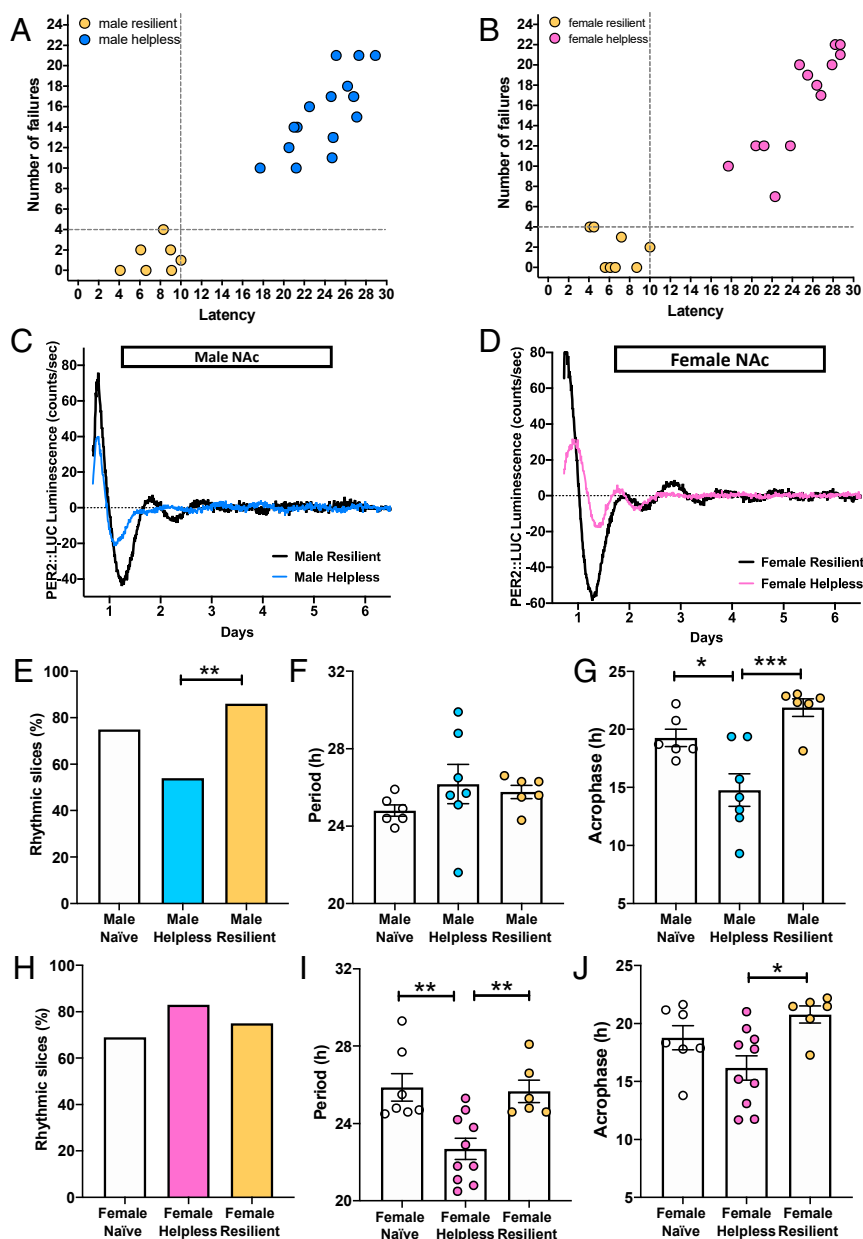 A
male resilient
male helpless
Number of failures
24
22
20
18
16
14
12
10
8
6
4
2
0
0 2 4 6 8 10 12 14 16 18 20 22 24 26 28 30
Latency
B
female resilient
female helpless
Number of failures
24
22
20
18
16
14
12
10
8
6
4
2
0
0 2 4 6 8 10 12 14 16 18 20 22 24 26 28 30
Latency
C
Male NAc
PER2::LUC Luminescence (counts/sec)
80
60
40
20
0
-20
-40
Male Resilient
Male Helpless
1 2 3 4 5 6
Days
D
Female NAc
PER2::LUC Luminescence (counts/sec)
80
60
40
20
0
-20
-40
-60
Female Resilient
Female Helpless
1 2 3 4 5 6
Days
E
Rhythmic slices (%)
100
80
60
40
20
0
**
Male Male Male
Naïve Helpless Resilient
F
Period (h)
32
28
24
20
Male Male Male
Naïve Helpless Resilient
G
Acrophase (h)
25
20
15
10
5
* ***
Male Male Male
Naïve Helpless Resilient
H
Rhythmic slices (%)
100
80
60
40
20
0
Female Female Female
Naïve Helpless Resilient
I
Period (h)
32
28
24
20
** **
Female Female Female
Naïve Helpless Resilient
J
Acrophase (h)
25
20
15
10
5
*
Female Female Female
Naïve Helpless Resilient